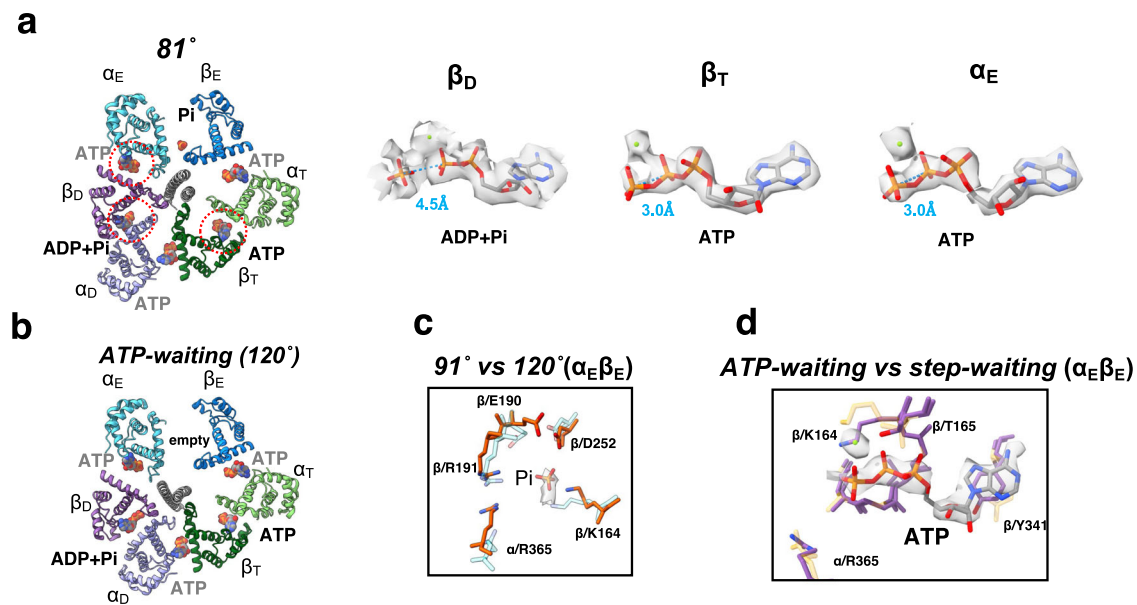 a
81˚
αE
βE
Pi
ATP
ATP
αT
βD
ADP+Pi
ATP
αD
ATP
βT
βD
4.5Å
ADP+Pi
βT
3.0Å
ATP
αE
3.0Å
ATP
b
ATP-waiting (120˚)
αE
βE
empty
ATP
ATP
αT
βD
ATP
ADP+Pi
ATP
βT
αD
c
91˚ vs 120˚(αEβE)
β/E190
β/D252
β/R191
Pi
β/K164
α/R365
d
ATP-waiting vs step-waiting (αEβE)
β/K164
β/T165
ATP
β/Y341
α/R365